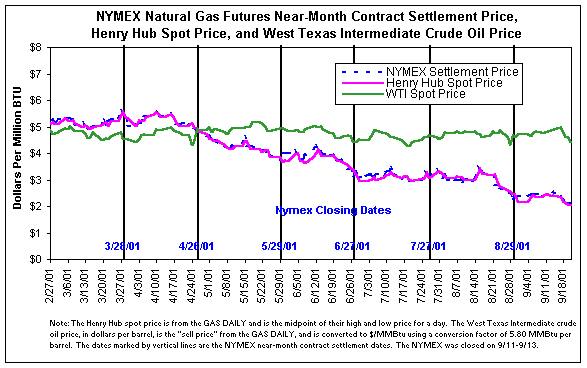 NYMEX Natural Gas Futures Near-Month Contract Settlement Price,
Henry Hub Spot Price, and West Texas Intermediate Crude Oil Price
$8
$7
$6
$5
$4
$3
$2
$1
$0
Dollars Per Million BTU
NYMEX Settlement Price
Henry Hub Spot Price
WTI Spot Price
Nymex Closing Dates
3/28/01 4/26/01 5/29/01 6/27/01 7/27/01 8/29/01
2/27/01 3/6/01 3/13/01 3/20/01 3/27/01 4/3/01 4/10/01 4/17/01 4/24/01 5/1/01 5/8/01 5/15/01 5/22/01 5/29/01 6/5/01 6/12/01 6/19/01 6/26/01 7/3/01 7/10/01 7/17/01 7/24/01 7/31/01 8/7/01 8/14/01 8/21/01 8/28/01 9/4/01 9/11/01 9/18/01
Note: The Henry Hub spot price is from the GAS DAILY and is the midpoint of their high and low price for a day. The West Texas Intermediate crude
oil price, in dollars per barrel, is the "sell price" from the GAS DAILY, and is converted to $/MMBtu using a conversion factor of 5.80 MMBtu per
barrel. The dates marked by vertical lines are the NYMEX near-month contract settlement dates. The NYMEX was closed on 9/11-9/13.